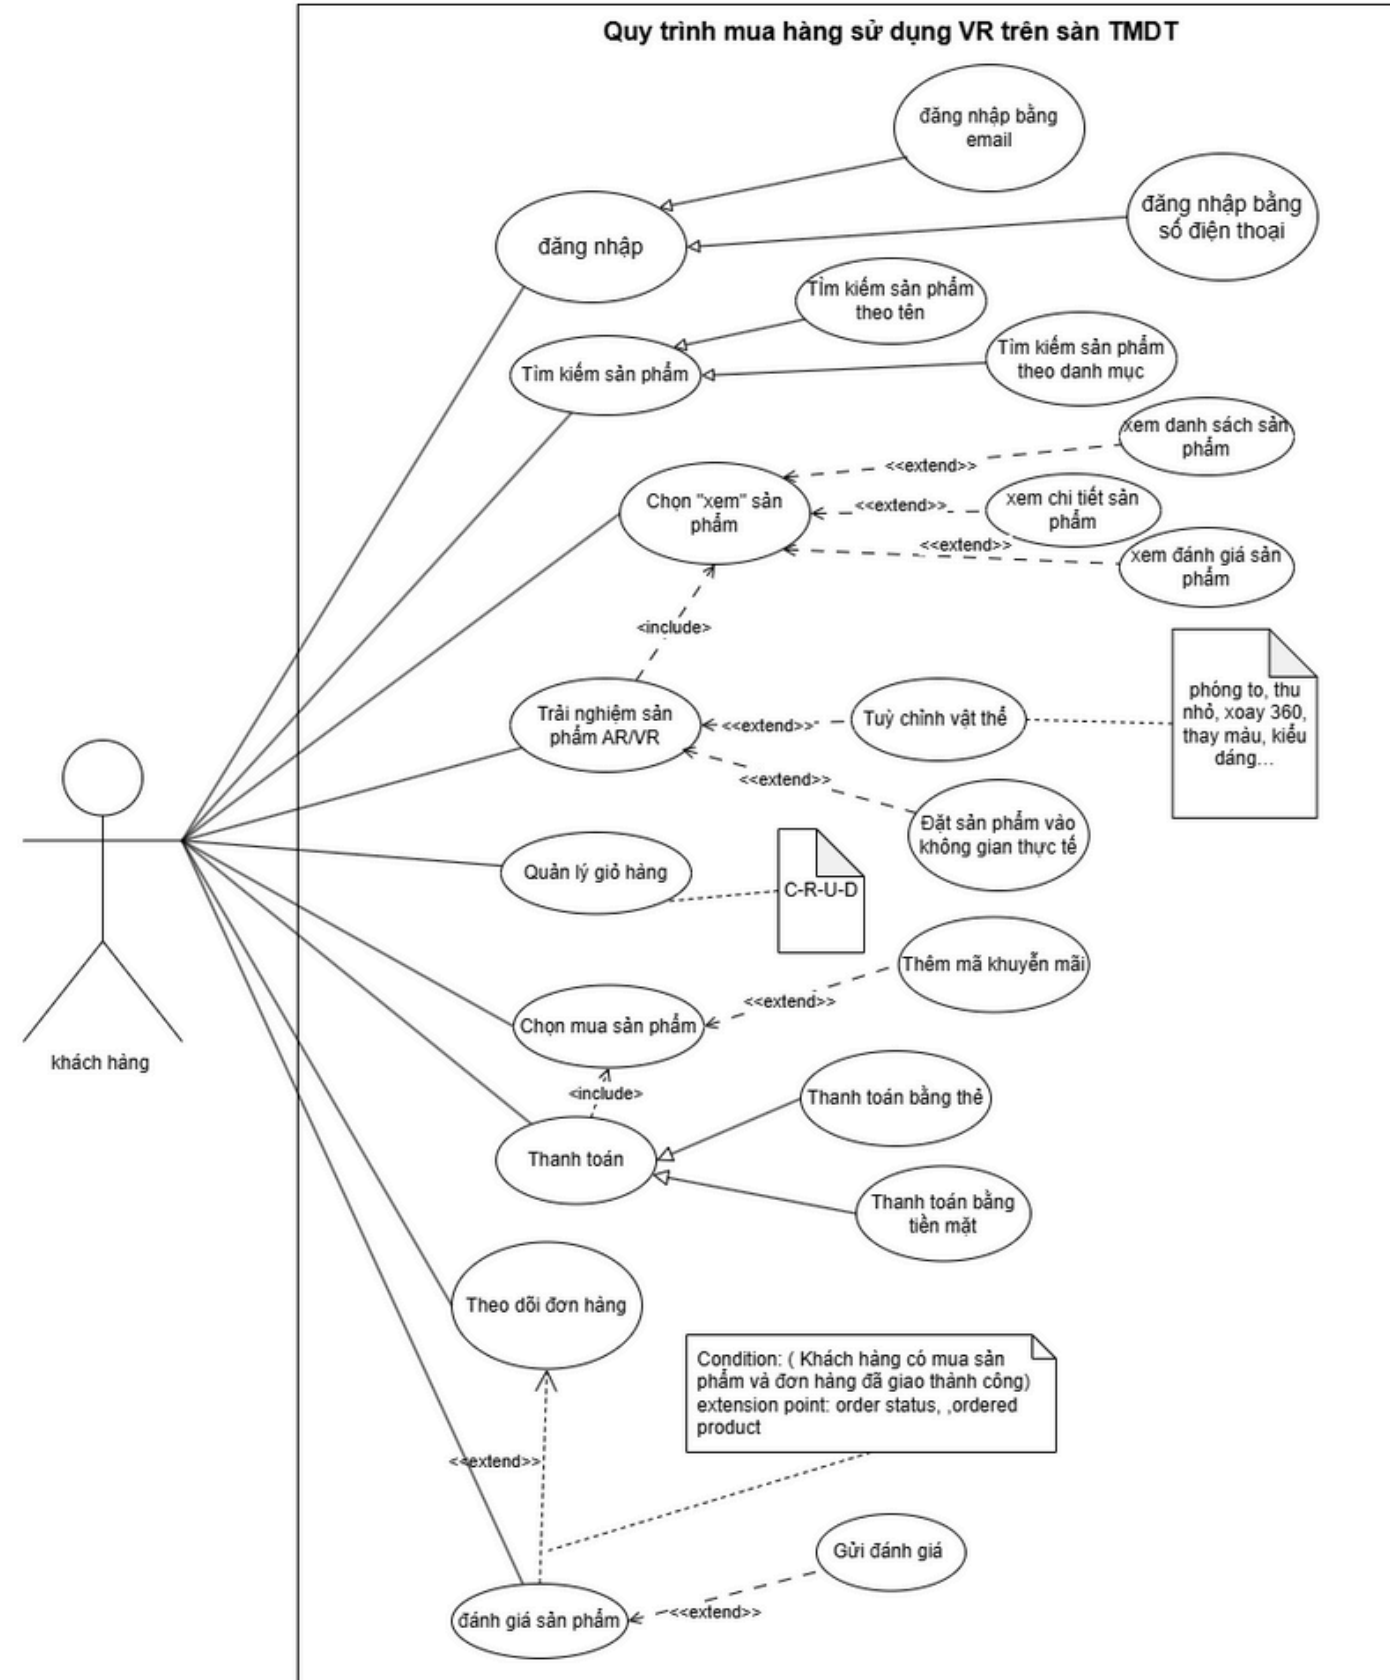 Quy trình mua hàng sử dụng VR trên sàn TMDT
đăng nhập bằng
email
đăng nhập bằng
số điện thoại
đăng nhập
Tìm kiếm sản phẩm
theo tên
Tìm kiếm sản phẩm
theo danh mục
Tìm kiếm sản phẩm
xem danh sách sản
phẩm
<<extend>>
Chọn "xem" sản
phẩm
<<extend>>
xem chi tiết sản
phẩm
<<extend>>
xem đánh giá sản
phẩm
<include>
Trải nghiệm sản
phẩm AR/VR
<<extend>>
Tuỳ chỉnh vật thể
phóng to, thu
nhỏ, xoay 360,
thay màu, kiểu
dáng...
<<extend>>
Đặt sản phẩm vào
không gian thực tế
Quản lý giỏ hàng
C-R-U-D
Thêm mã khuyễn mãi
<<extend>>
Chọn mua sản phẩm
khách hàng
<include>
Thanh toán bằng thẻ
Thanh toán
Thanh toán bằng
tiền mặt
Theo dõi đơn hàng
Condition: ( Khách hàng có mua sản
phẩm và đơn hàng đã giao thành công)
extension point: order status, ,ordered
product
<<extend>>
Gửi đánh giá
<<extend>>
đánh giá sản phẩm